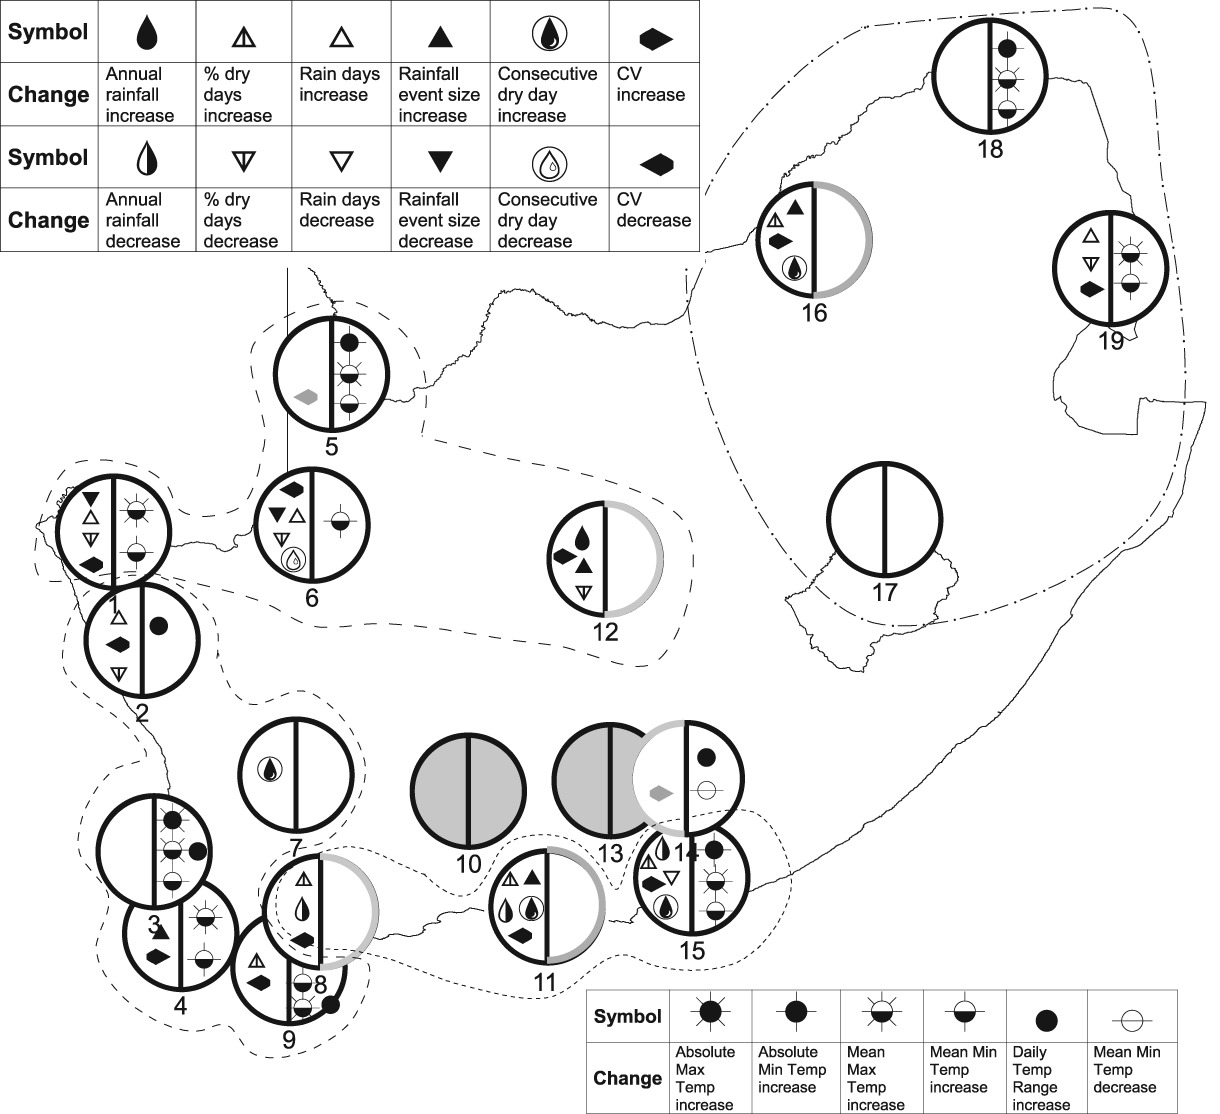 Symbol
Change
Annual
rainfall
increase
% dry
days
increase
Rain days
increase
Rainfall
event size
increase
Consecutive
dry day
increase
CV
increase
Symbol
Change
Annual
rainfall
decrease
% dry
days
decrease
Rain days
decrease
Rainfall
event size
decrease
Consecutive
dry day
decrease
CV
decrease
18
16
19
5
1
6
12
17
2
7
10
13
14
3
4
8
9
11
15
Symbol
Change
Absolute
Max
Temp
increase
Absolute
Min Temp
increase
Mean
Max
Temp
increase
Mean Min
Temp
increase
Daily
Temp
Range
increase
Mean Min
Temp
decrease